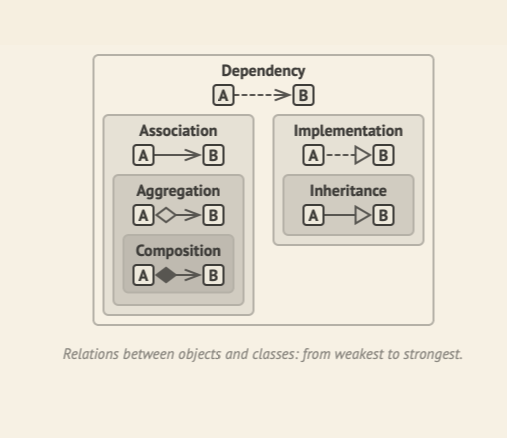 Dependency
A B
Association
A B
Aggregation
A B
Composition
A B
Implementation
A B
Inheritance
A B
Relations between objects and classes: from weakest to strongest.